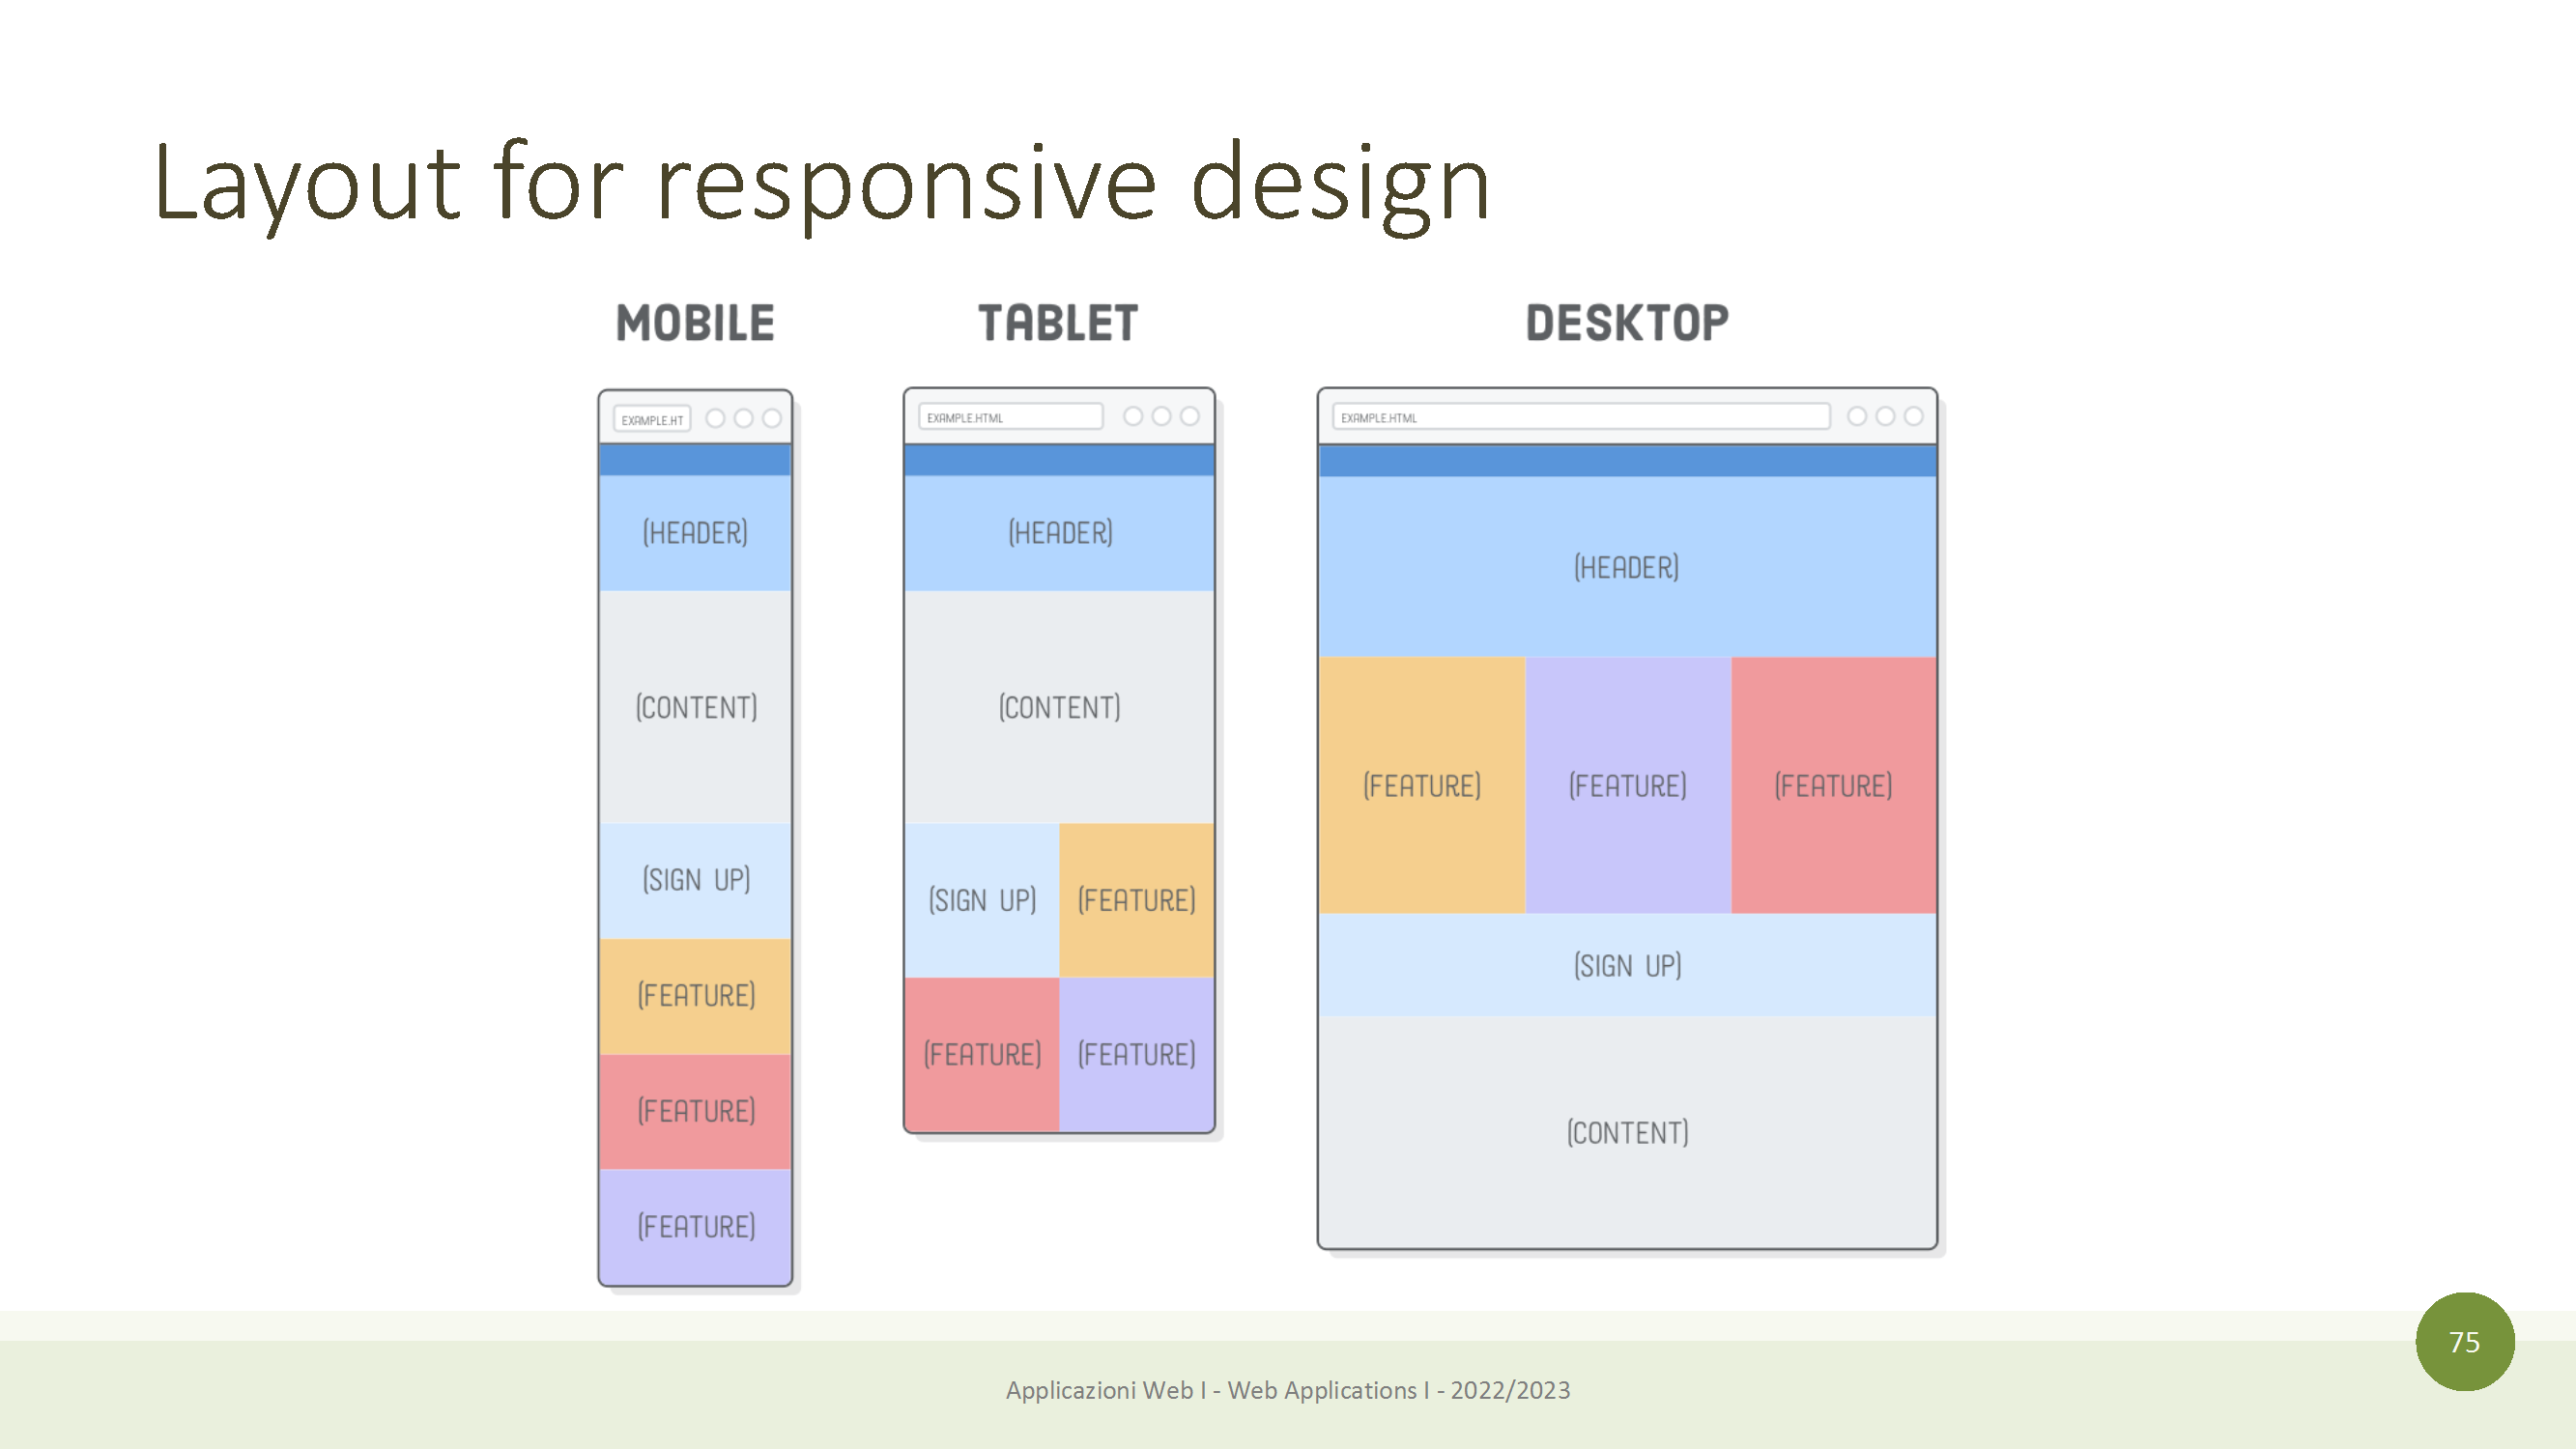 Layout for responsive design
MOBILE
EXAMPLE.HT
(HEADER)
(CONTENT)
(SIGN UP)
(FEATURE)
(FEATURE)
(FEATURE)
TABLET
EXAMPLE.HTML
(HEADER)
(CONTENT)
(SIGN UP) (FEATURE)
(FEATURE) (FEATURE)
DESKTOP
EXAMPLE.HTML
(HEADER)
(FEATURE) (FEATURE) (FEATURE)
(SIGN UP)
(CONTENT)
75
Applicazioni Web I - Web Applications I - 2022/2023